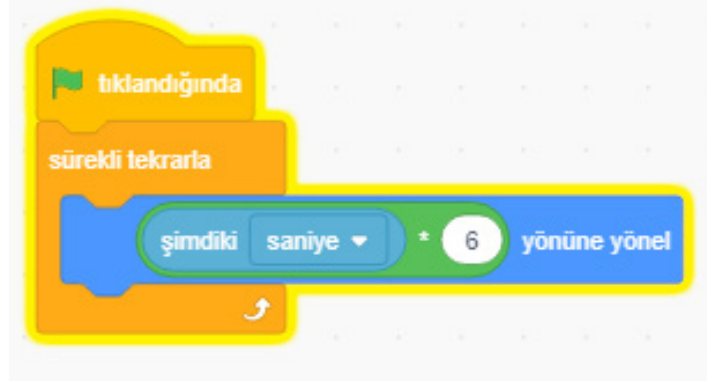 tıklandığında
sürekli tekrarla
şimdiki saniye * 6 yönüne yönel